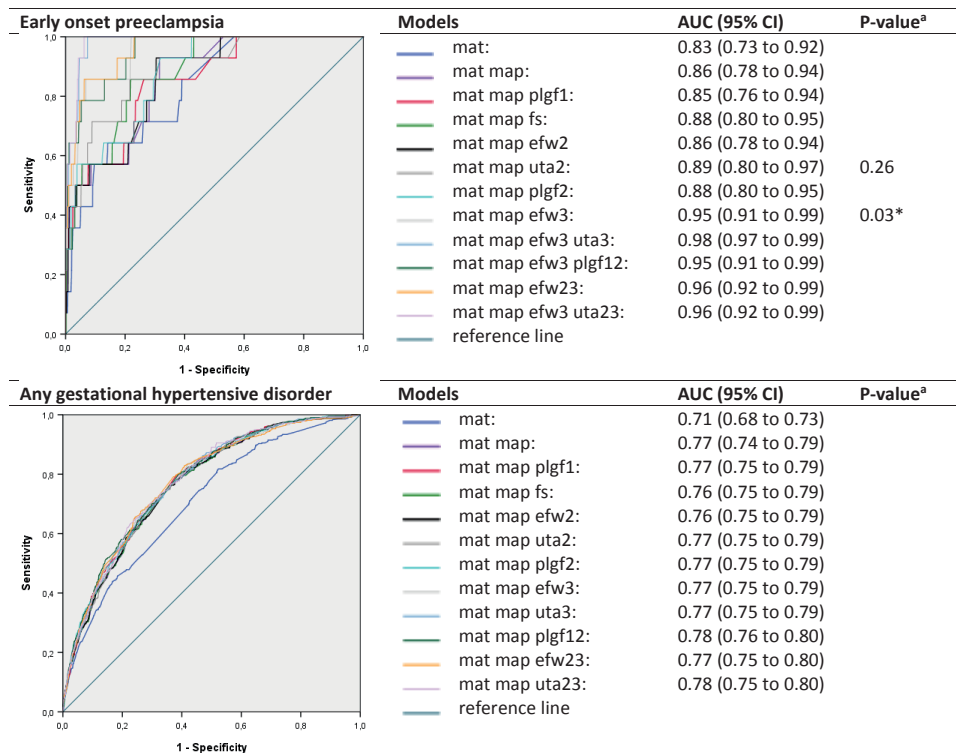 Early onset preeclampsia
1,0
0,8
0,6
0,4
0,2
0,0
Sensitivity
0,0 0,2 0,4 0,6 0,8 1,0
1 - Specificity
Models AUC (95% CI) P-valueᵃ
mat: 0.83 (0.73 to 0.92)
mat map: 0.86 (0.78 to 0.94)
mat map plgf1: 0.85 (0.76 to 0.94)
mat map fs: 0.88 (0.80 to 0.95)
mat map efw2 0.86 (0.78 to 0.94)
mat map uta2: 0.89 (0.80 to 0.97) 0.26
mat map plgf2: 0.88 (0.80 to 0.95)
mat map efw3: 0.95 (0.91 to 0.99) 0.03*
mat map efw3 uta3: 0.98 (0.97 to 0.99)
mat map efw3 plgf12: 0.95 (0.91 to 0.99)
mat map efw23: 0.96 (0.92 to 0.99)
mat map efw3 uta23: 0.96 (0.92 to 0.99)
reference line
Any gestational hypertensive disorder
1,0
0,8
0,6
0,4
0,2
0,0
Sensitivity
0,0 0,2 0,4 0,6 0,8 1,0
1 - Specificity
Models AUC (95% CI) P-valueᵃ
mat: 0.71 (0.68 to 0.73)
mat map: 0.77 (0.74 to 0.79)
mat map plgf1: 0.77 (0.75 to 0.79)
mat map fs: 0.76 (0.75 to 0.79)
mat map efw2: 0.76 (0.75 to 0.79)
mat map uta2: 0.77 (0.75 to 0.79)
mat map plgf2: 0.77 (0.75 to 0.79)
mat map efw3: 0.77 (0.75 to 0.79)
mat map uta3: 0.77 (0.75 to 0.79)
mat map plgf12: 0.78 (0.76 to 0.80)
mat map efw23: 0.77 (0.75 to 0.80)
mat map uta23: 0.78 (0.75 to 0.80)
reference line